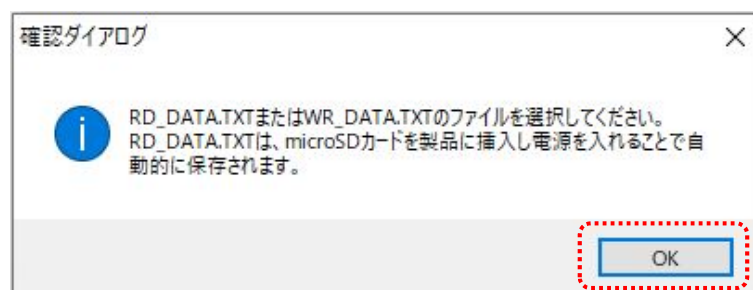 確認ダイアログ
RD_DATA.TXTまたはWR_DATA.TXTのファイルを選択してください。
RD_DATA.TXTは、microSDカードを製品に挿入し電源を入れることで自
動的に保存されます。
OK